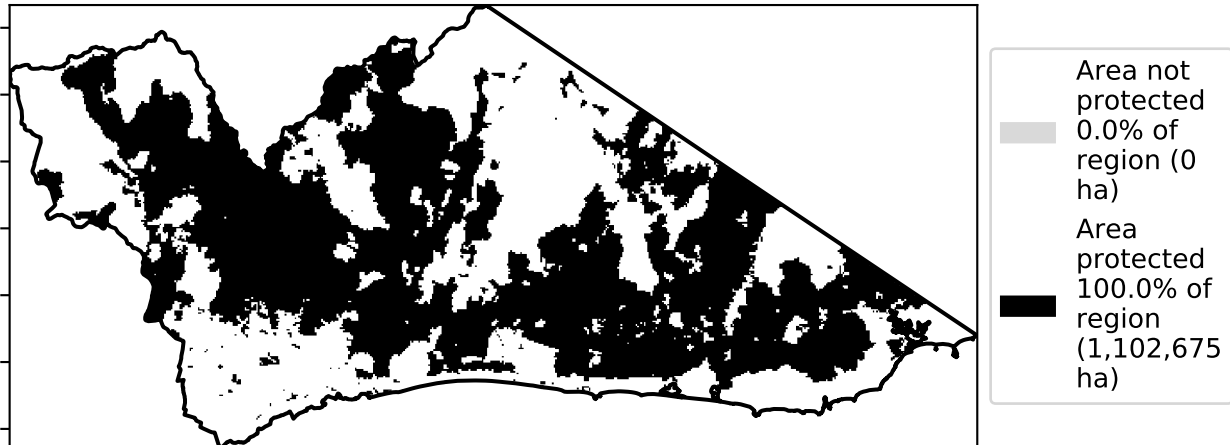 Area not
protected
0.0% of
region (0
ha)
Area
protected
100.0% of
region
(1,102,675
ha)